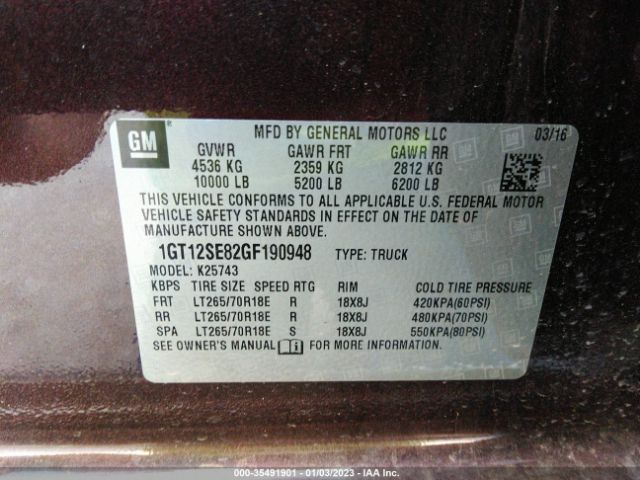 GM ®
MFD BY GENERAL MOTORS LLC 03/16
GVWR GAWR FRT GAWR RR
4536 KG 2359 KG 2812 KG
10000 LB 5200 LB 6200 LB
THIS VEHICLE CONFORMS TO ALL APPLICABLE U.S. FEDERAL MOTOR
VEHICLE SAFETY STANDARDS IN EFFECT ON THE DATE OF
MANUFACTURE SHOWN ABOVE.
1GT12SE82GF190948 TYPE: TRUCK
MODEL: K25743
KBPS TIRE SIZE SPEED RTG RIM COLD TIRE PRESSURE
FRT LT265/70R18E R 18X8J 420KPA(60PSI)
RR LT265/70R18E R 18X8J 480KPA(70PSI)
SPA LT265/70R18E S 18X8J 550KPA(80PSI)
SEE OWNER'S MANUAL i FOR MORE INFORMATION.
000-35491901 - 01/03/2023 - IAA Inc.